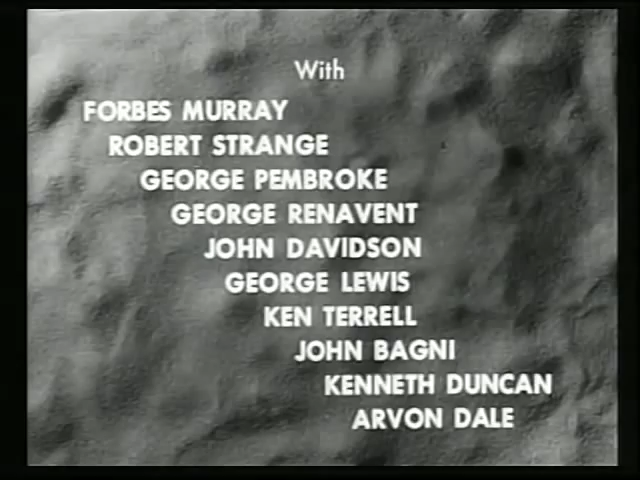 With
FORBES MURRAY
ROBERT STRANGE
GEORGE PEMBROKE
GEORGE RENAVENT
JOHN DAVIDSON
GEORGE LEWIS
KEN TERRELL
JOHN BAGNI
KENNETH DUNCAN
ARVON DALE